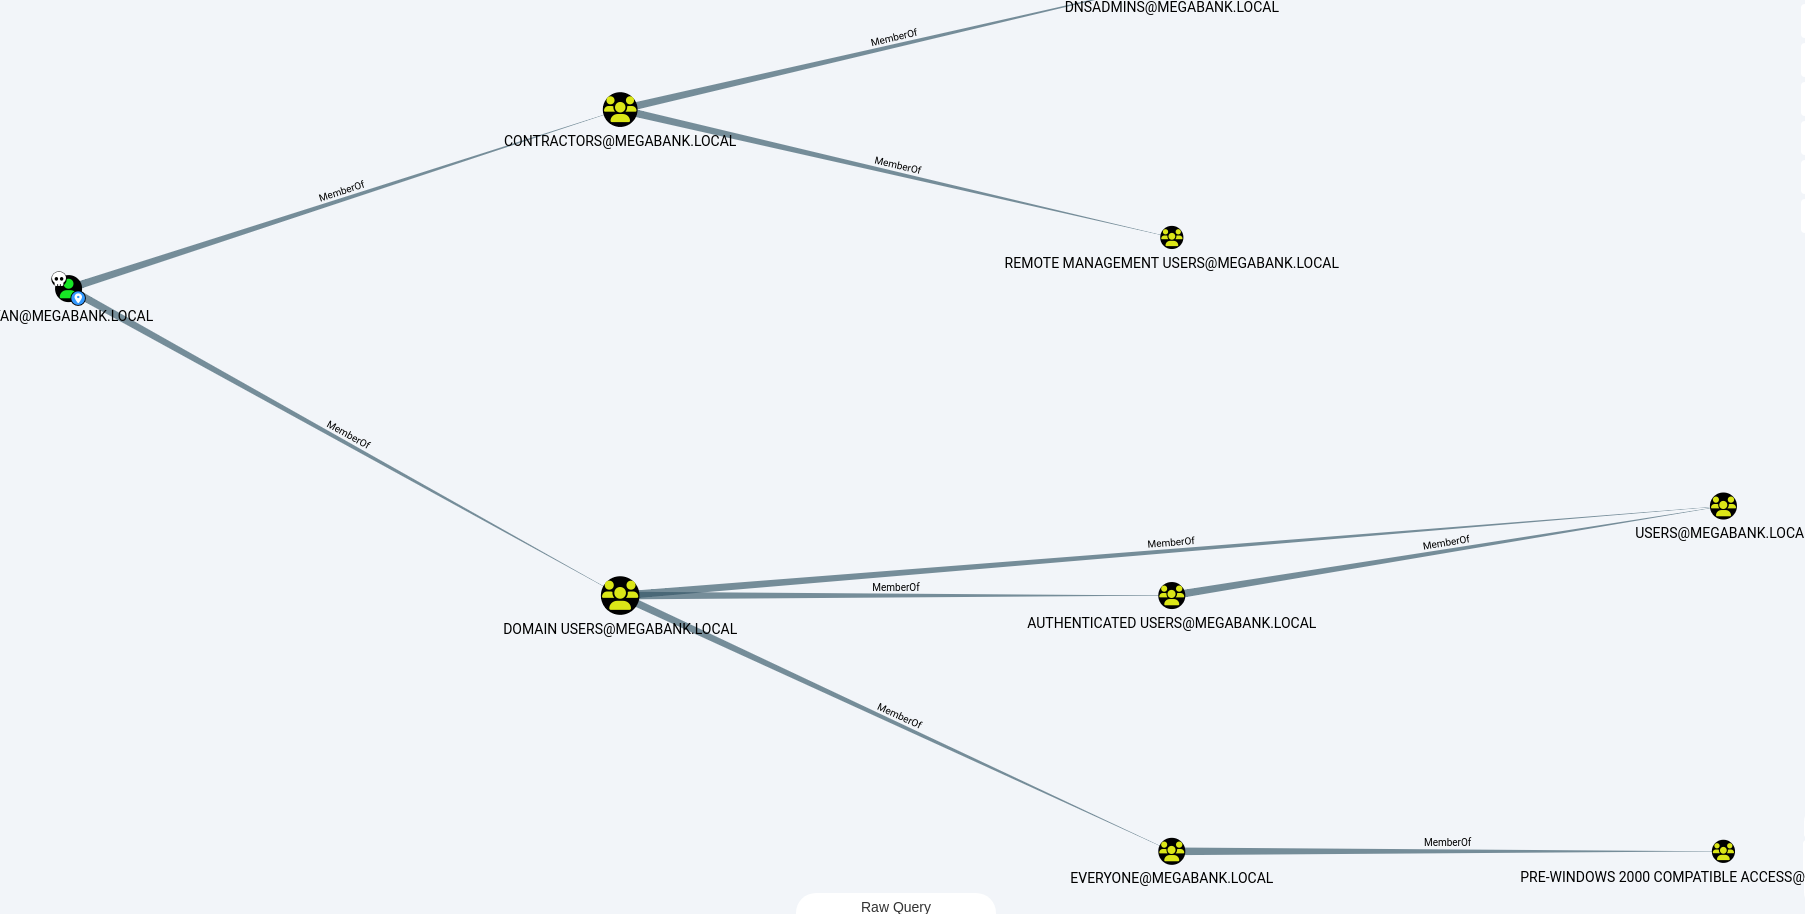 DNSADMINS@MEGABANK.LOCAL
MemberOf
CONTRACTORS@MEGABANK.LOCAL
MemberOf
MemberOf
REMOTE MANAGEMENT USERS@MEGABANK.LOCAL
AN@MEGABANK.LOCAL
MemberOf
USERS@MEGABANK.LOCA
MemberOf
MemberOf
MemberOf
DOMAIN USERS@MEGABANK.LOCAL
AUTHENTICATED USERS@MEGABANK.LOCAL
MemberOf
MemberOf
EVERYONE@MEGABANK.LOCAL
PRE-WINDOWS 2000 COMPATIBLE ACCESS@
Raw Query